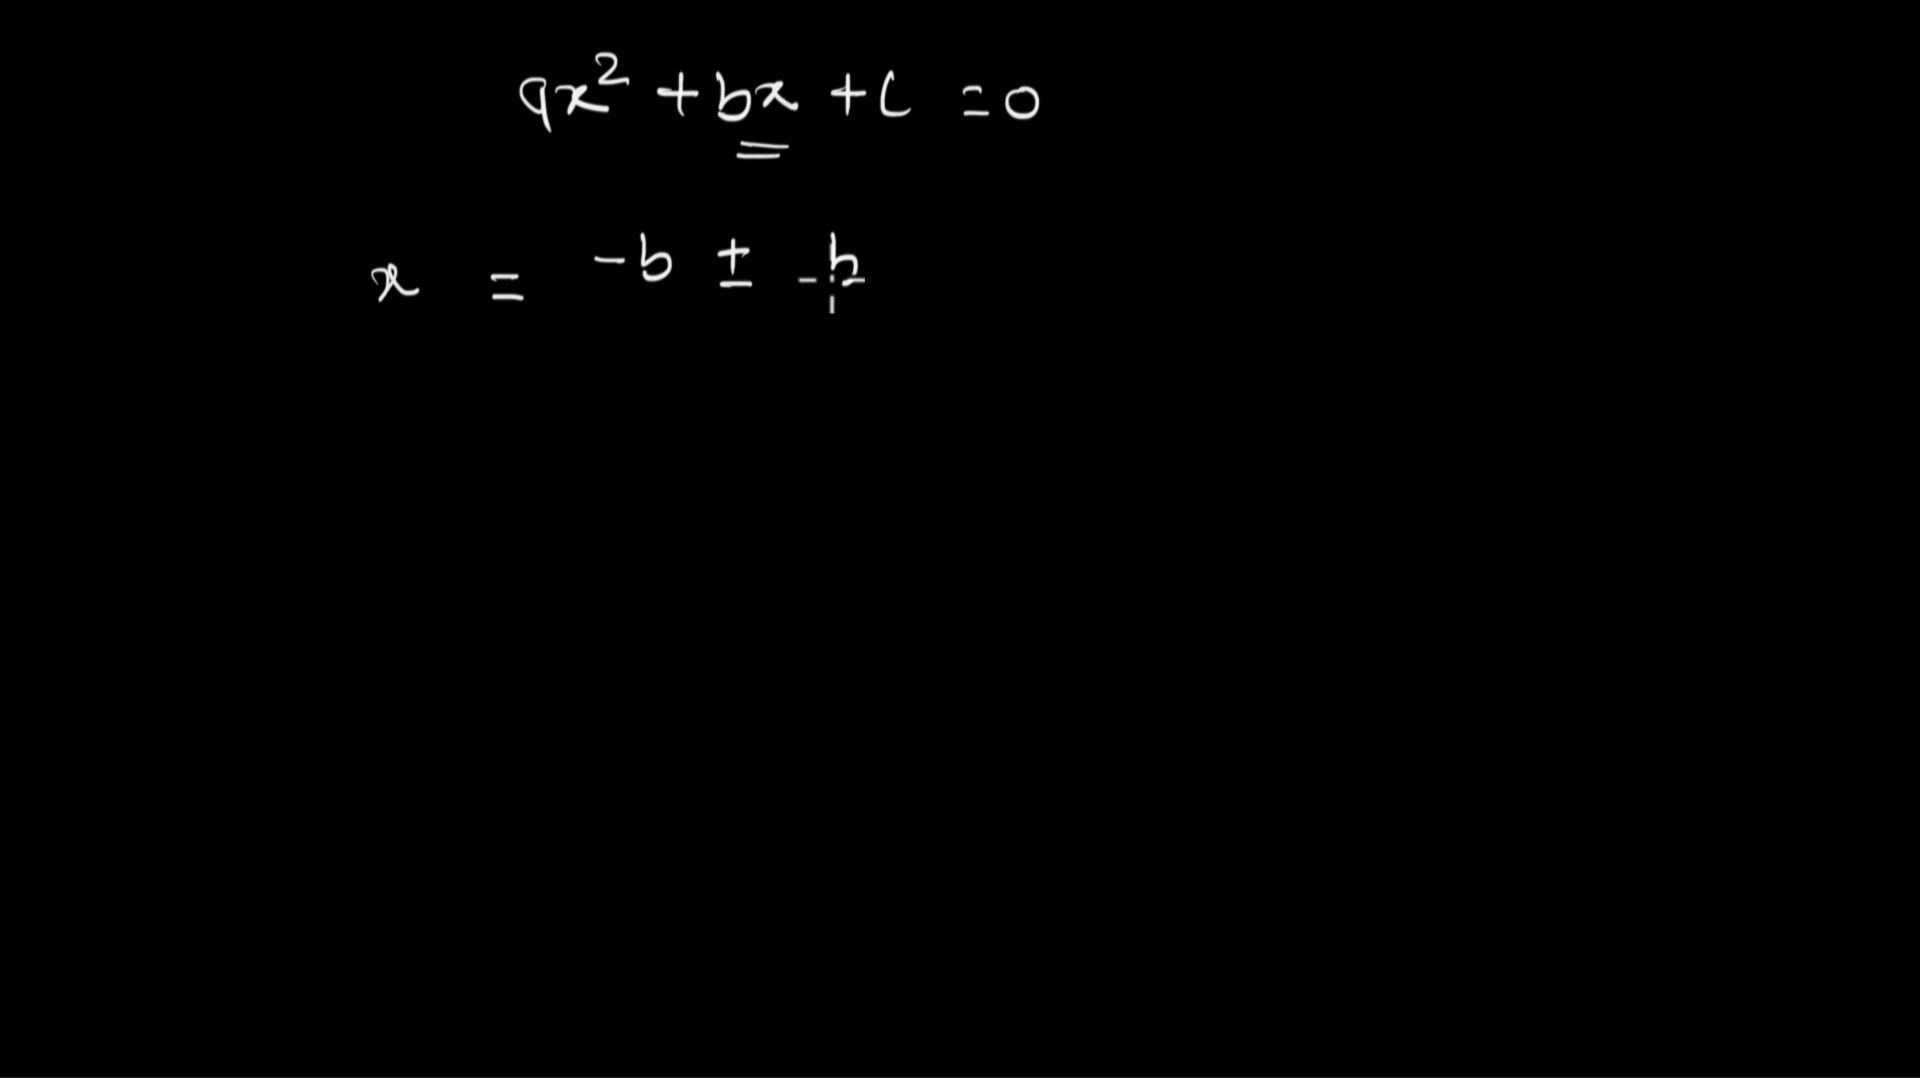 ax² + bx + c = 0
x = -b ± b